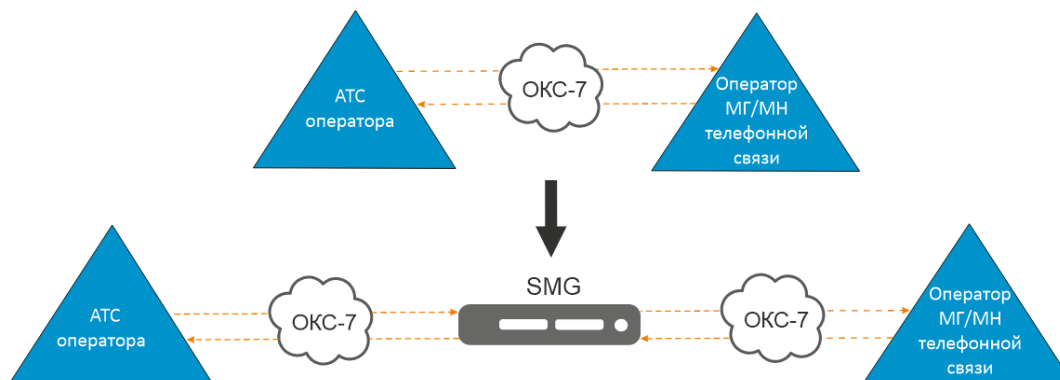 АТС
оператора
ОКС-7
Оператор
МГ/МН
телефонной
связи
SMG
АТС
оператора
ОКС-7
ОКС-7
Оператор
МГ/МН
телефонной
связи